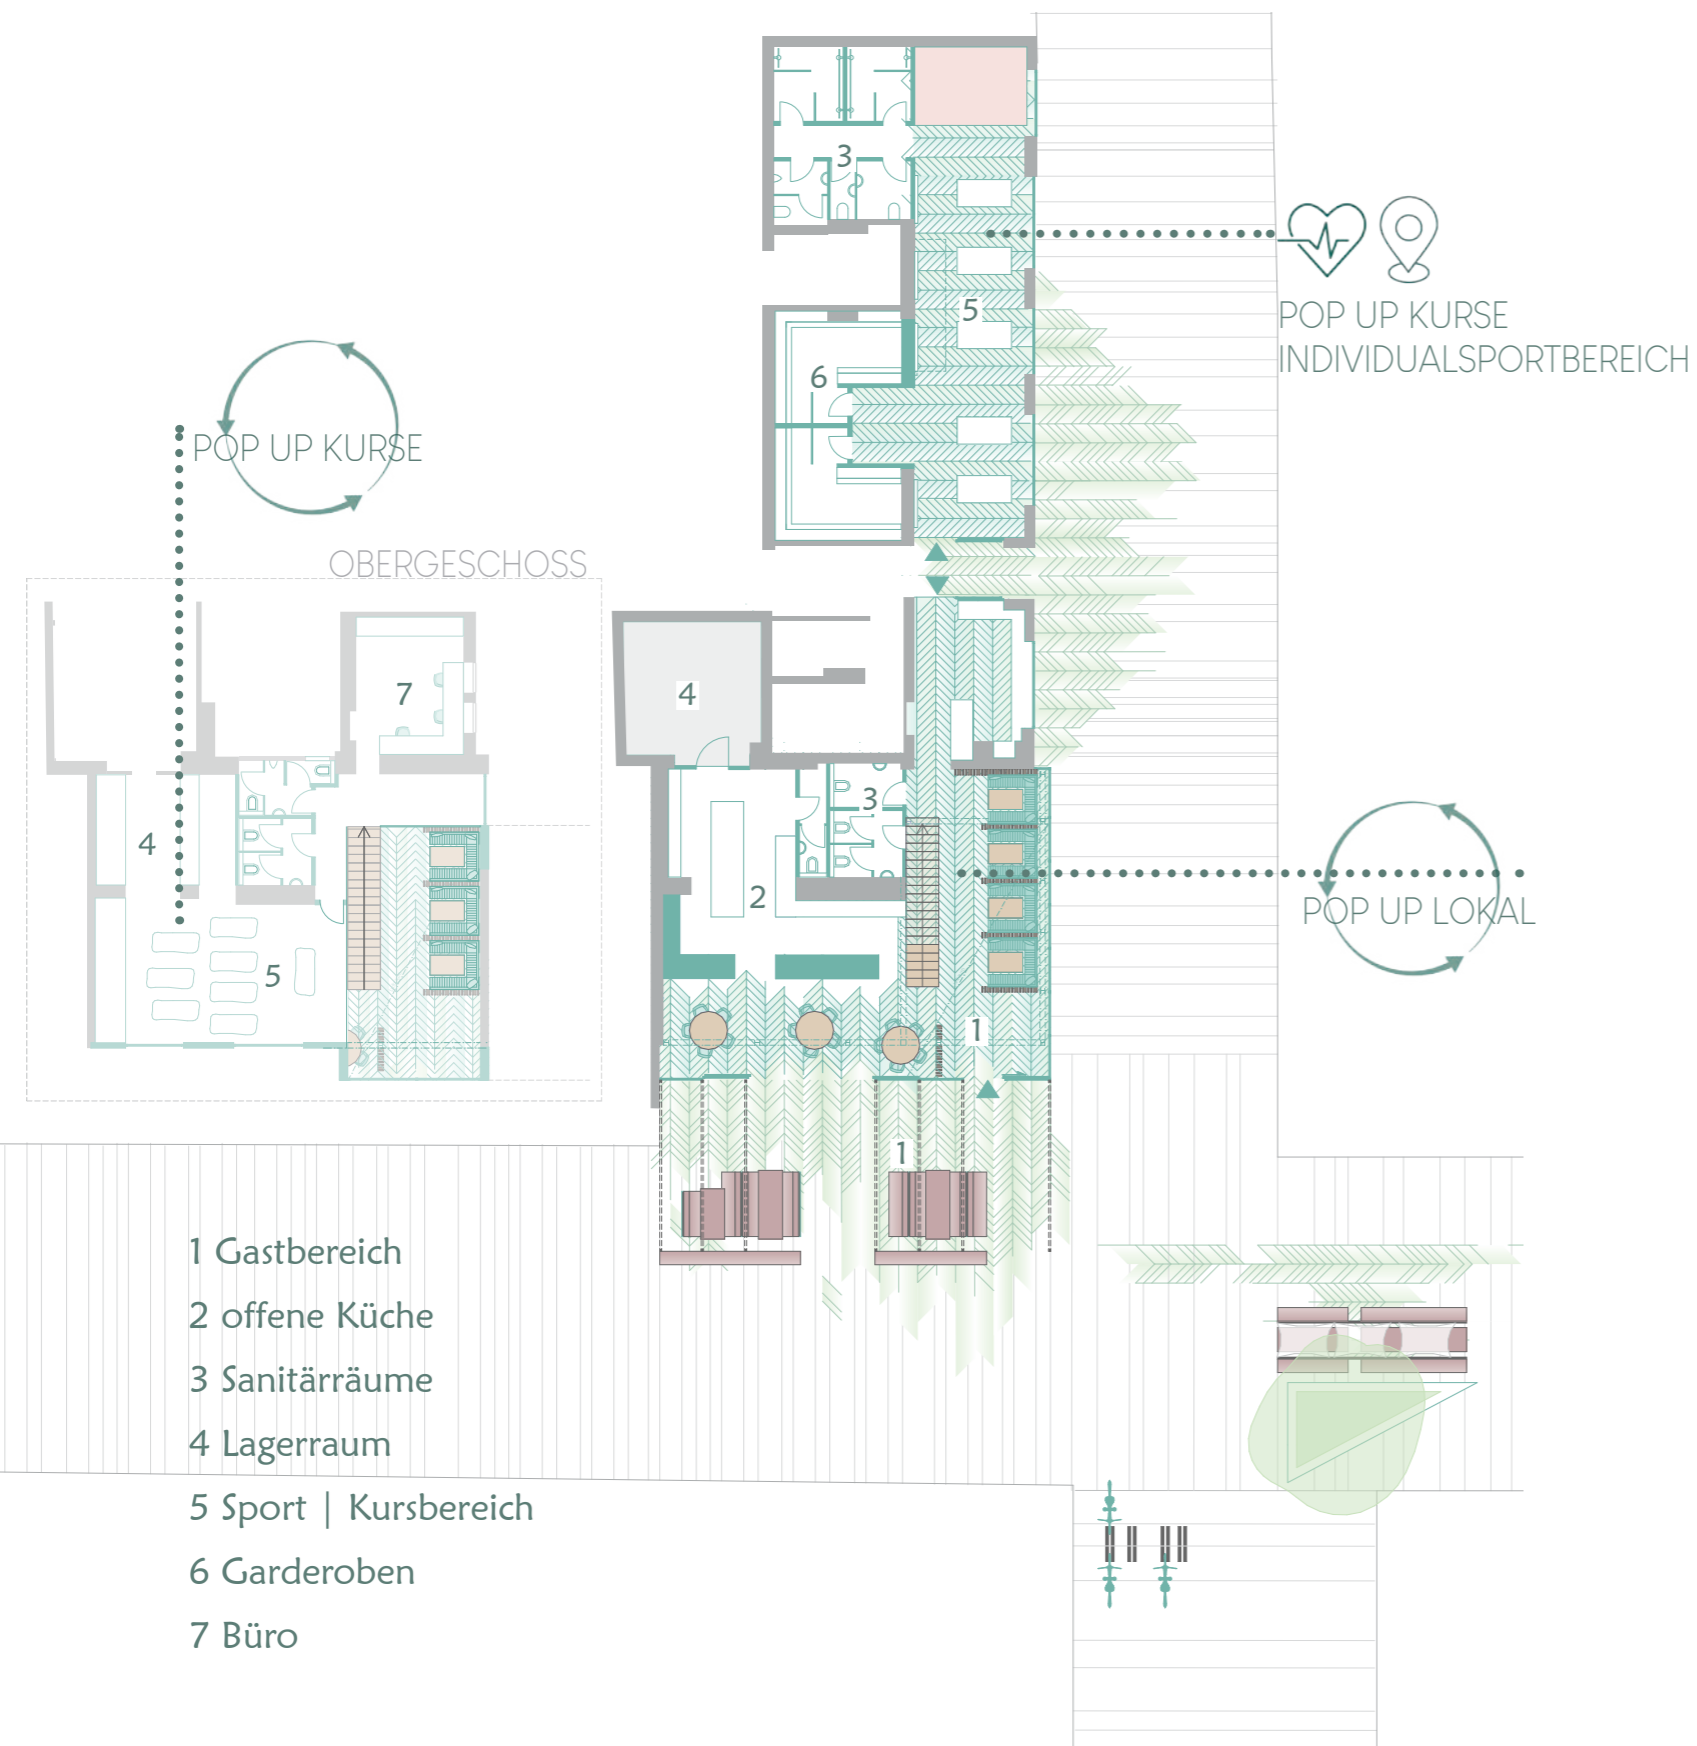 3
5
6
POP UP KURSE
INDIVIDUALSPORTBEREICH
POP UP KURSE
OBERGESCHOSS
7
4
5
4
3
2
1
1
POP UP LOKAL
1 Gastbereich
2 offene Küche
3 Sanitärräume
4 Lagerraum
5 Sport | Kursbereich
6 Garderoben
7 Büro